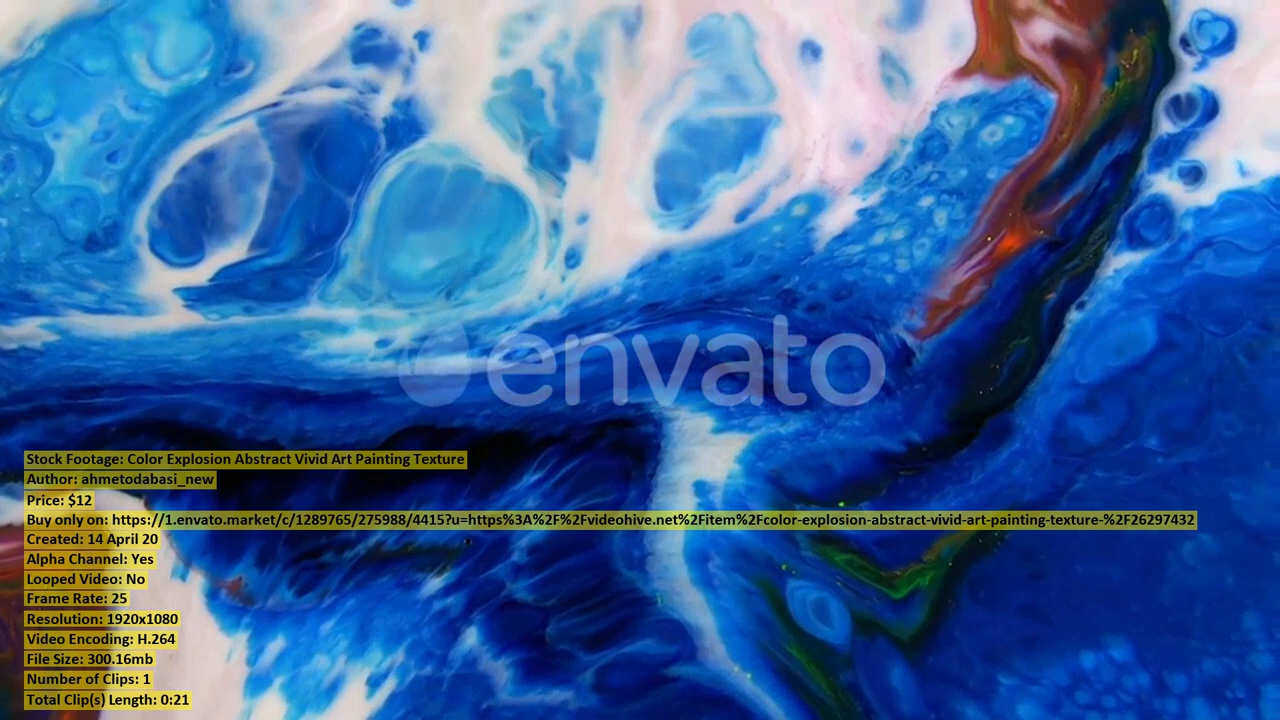 envato
Stock Footage: Color Explosion Abstract Vivid Art Painting Texture
Author: ahmetodabasi_new
Price: $12
Buy only on: https://1.envato.market/c/1289765/275988/4415?u=https%3A%2F%2Fvideohive.net%2Fitem%2Fcolor-explosion-abstract-vivid-art-painting-texture-%2F26297432
Created: 14 April 20
Alpha Channel: Yes
Looped Video: No
Frame Rate: 25
Resolution: 1920x1080
Video Encoding: H.264
File Size: 300.16mb
Number of Clips: 1
Total Clip(s) Length: 0:21